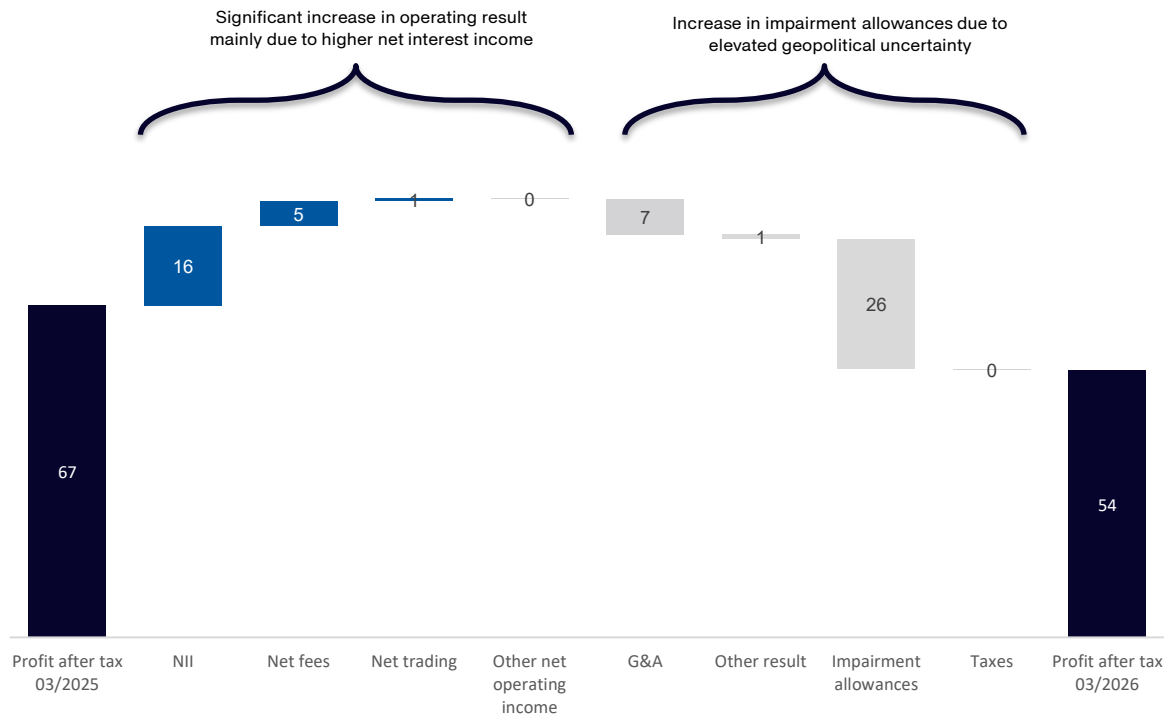 Significant increase in operating result
mainly due to higher net interest income
Increase in impairment allowances due to
elevated geopolitical uncertainty
67
16
5
1
0
7
1
26
0
54
Profit after tax
03/2025
NII
Net fees
Net trading
Other net
operating
income
G&A
Other result
Impairment
allowances
Taxes
Profit after tax
03/2026